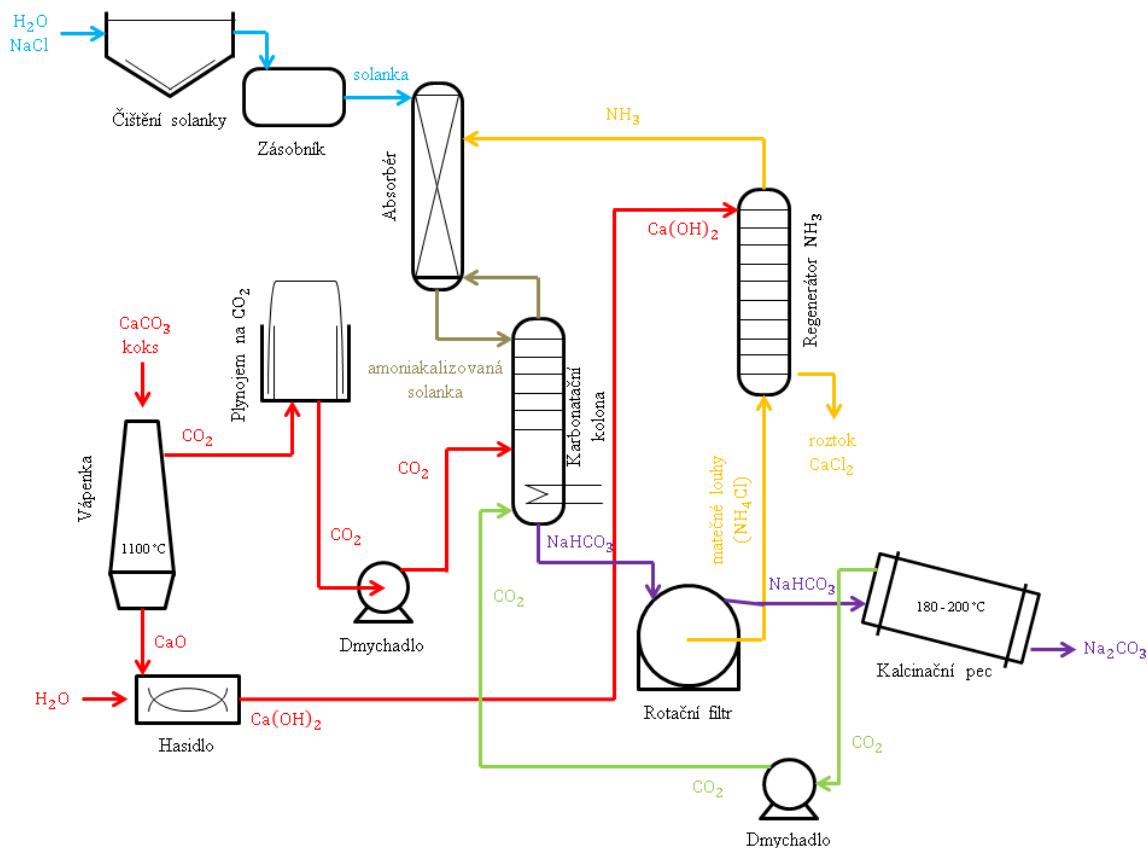 H₂O
NaCl
Čištění solanky
Zásobník
solanka
Absorbér
NH₃
Ca(OH)₂
Regenerátor NH₃
CaCO₃
koks
Plynojem na CO₂
amoniakalizovaná
solanka
Karbonatační
kolona
CO₂
CO₂
roztok
CaCl₂
Vápenka
1100 °C
CO₂
NaHCO₃
matečné louhy
(NH₄Cl)
CO₂
NaHCO₃
180 - 200 °C
Dmychadlo
CaO
Na₂CO₃
Kalcinační pec
H₂O
Ca(OH)₂
Rotační filtr
Hasidlo
CO₂
CO₂
Dmychadlo